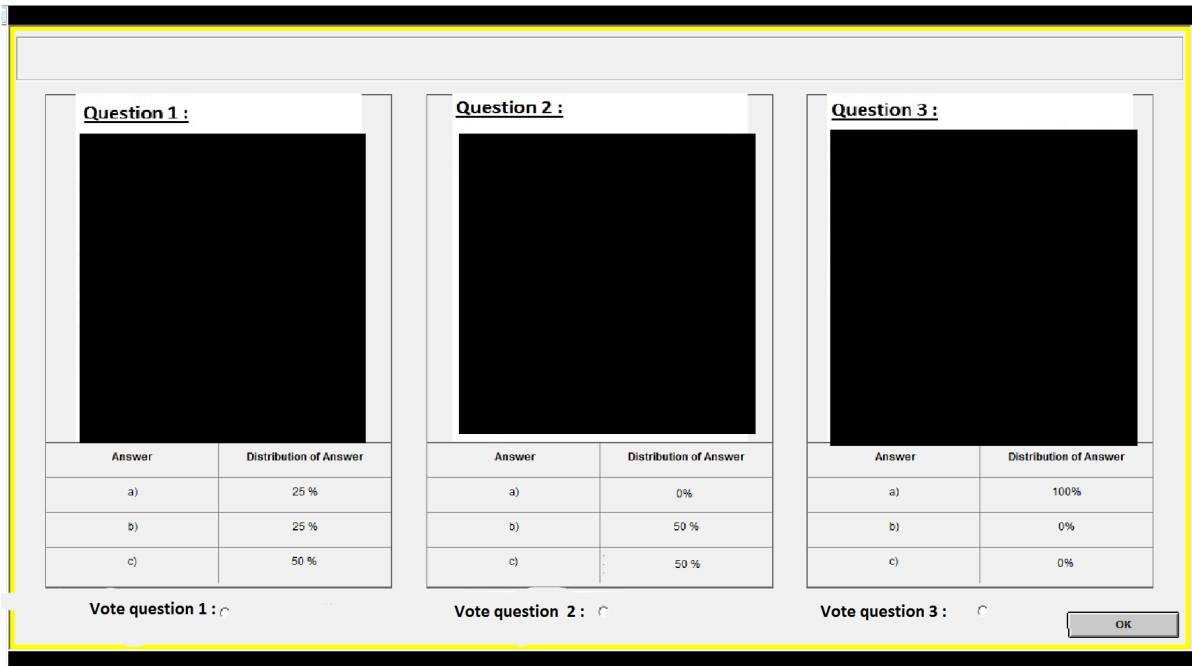 Question 1 :
Answer Distribution of Answer
a) 25 %
b) 25 %
c) 50 %
Vote question 1 :
Question 2 :
Answer Distribution of Answer
a) 0%
b) 50 %
c) 50 %
Vote question 2 :
Question 3 :
Answer Distribution of Answer
a) 100%
b) 0%
c) 0%
Vote question 3 :
OK